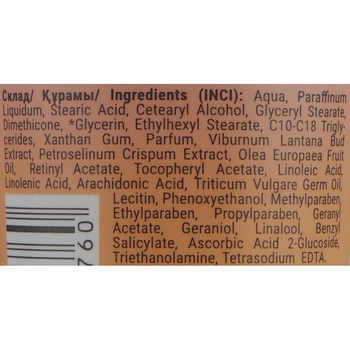 Склад/ Құрамы/ Ingredients (INCI): Aqua, Paraffinum
Liquidum, Stearic Acid, Cetearyl Alcohol, Glyceryl Stearate,
Dimethicone, *Glycerin, Ethylhexyl Stearate, C10-C18 Trigly-
cerides, Xanthan Gum, Parfum, Viburnum Lantana Bud
Extract, Petroselinum Crispum Extract, Olea Europaea Fruit
Oil, Retinyl Acetate, Tocopheryl Acetate, Linoleic Acid,
Linolenic Acid, Arachidonic Acid, Triticum Vulgare Germ Oil,
Lecitin, Phenoxyethanol, Methylparaben,
Ethylparaben, Propylparaben, Geranyl
Acetate, Geraniol, Linalool, Benzyl
Salicylate, Ascorbic Acid 2-Glucoside,
Triethanolamine, Tetrasodium EDTA.
760